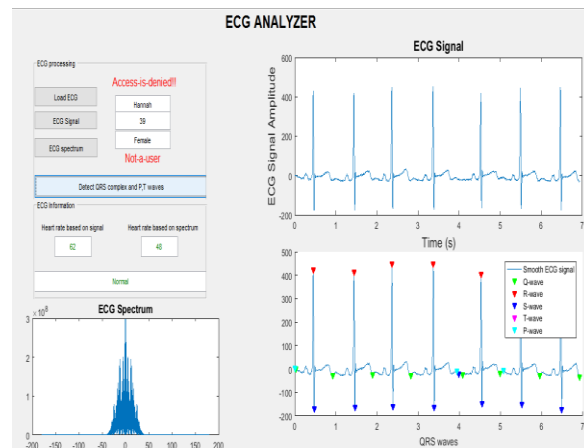 ECG ANALYZER
ECG processing
Access-is-denied!!!
Load ECG
Hannah
ECG Signal
39
ECG spectrum
Female
Not-a-user
Detect QRS complex and P,T waves
ECG Information
Heart rate based on signal
Heart rate based on spectrum
62
48
Normal
ECG Spectrum
×10^8
3
2
1
0
-200 -150 -100 -50 0 50 100 150 200
ECG Signal
ECG Signal Amplitude
600
400
200
0
-200
0 1 2 3 4 5 6 7
Time (s)
500
400
300
200
100
0
-100
-200
0 1 2 3 4 5 6 7
QRS waves
Smooth ECG signal
Q-wave
R-wave
S-wave
T-wave
P-wave